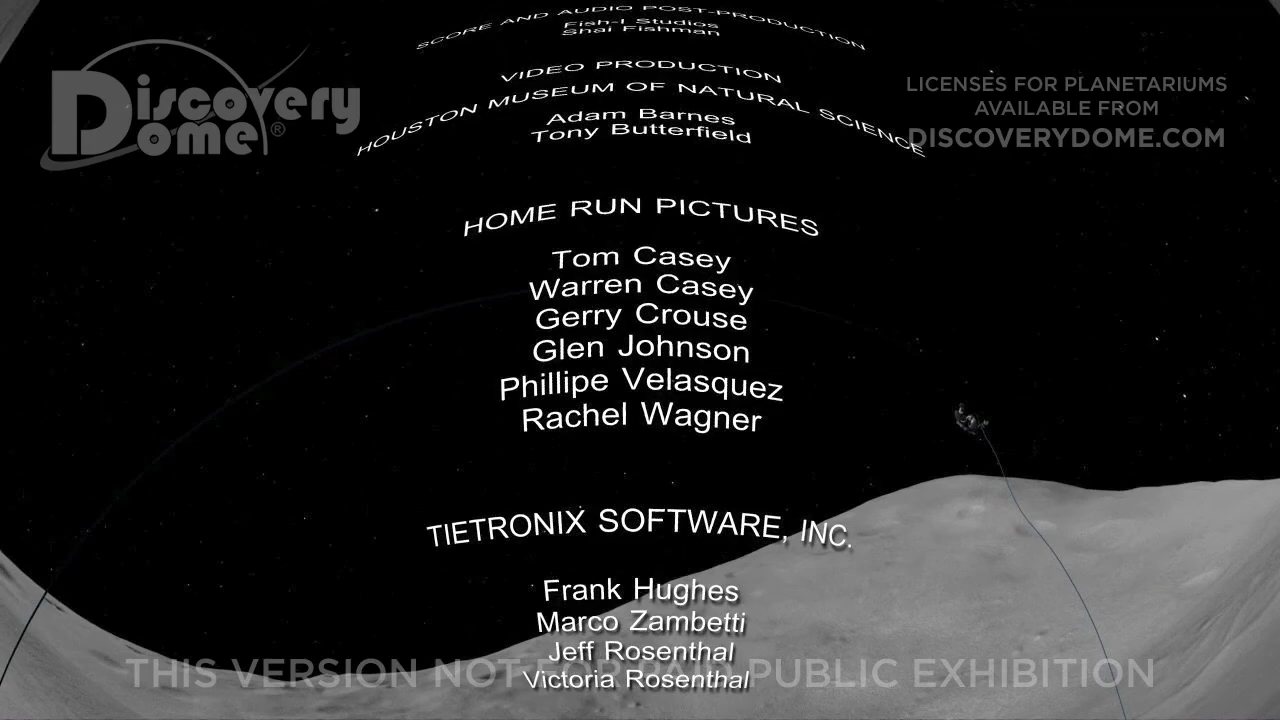 SCORE AND AUDIO POST-PRODUCTION
Fish-I Studios
Shai Fishman
VIDEO PRODUCTION
HOUSTON MUSEUM OF NATURAL SCIENCE
Adam Barnes
Tony Butterfield
Discovery
Dome®
LICENSES FOR PLANETARIUMS
AVAILABLE FROM
DISCOVERYDOME.COM
HOME RUN PICTURES
Tom Casey
Warren Casey
Gerry Crouse
Glen Johnson
Phillipe Velasquez
Rachel Wagner
TIETRONIX SOFTWARE, INC.
Frank Hughes
Marco Zambetti
Jeff Rosenthal
Victoria Rosenthal
THIS VERSION NOT FOR PAID PUBLIC EXHIBITION